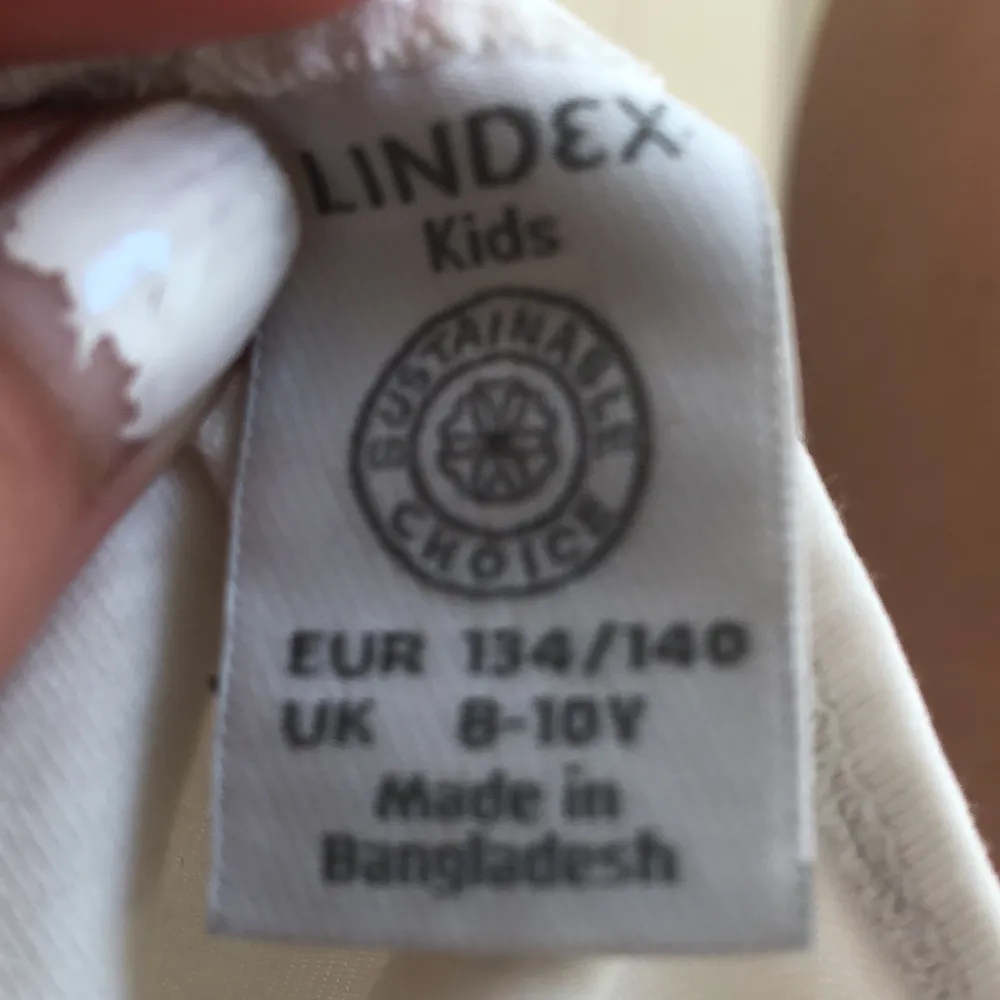 LINDEX
Kids
SUSTAINABLE
CHOICE
EUR 134/140
UK 8-10Y
Made in
Bangladesh